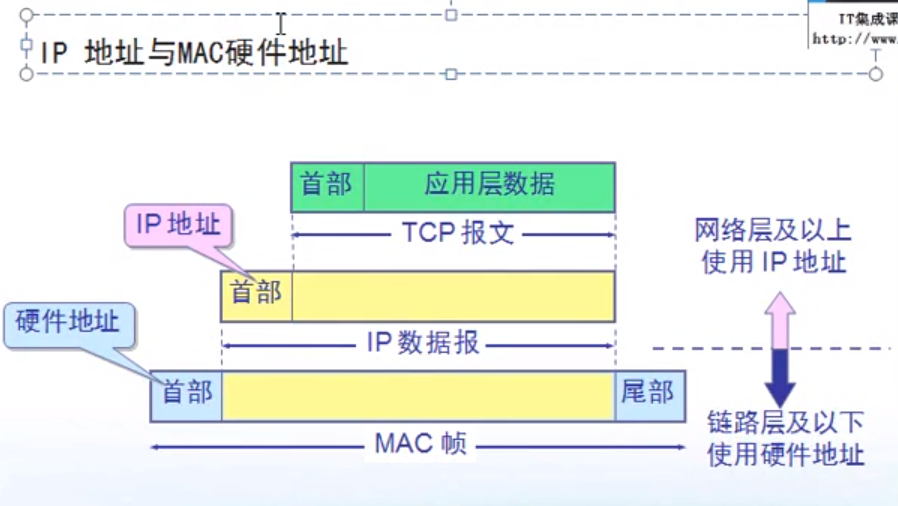 IT集成课
http://www.
IP 地址与MAC硬件地址
首部 应用层数据
TCP 报文
IP 地址
首部
IP 数据报
硬件地址
首部 尾部
MAC 帧
网络层及以上
使用 IP 地址
链路层及以下
使用硬件地址